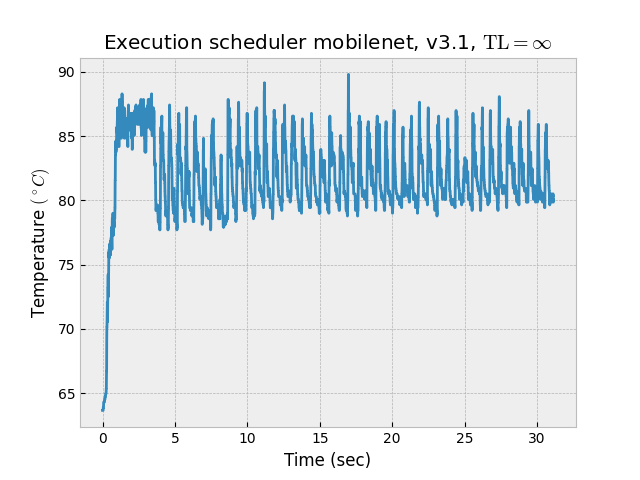 Execution scheduler mobilenet, v3.1, TL = ∞
90
85
80
75
70
65
Temperature (°C)
0 5 10 15 20 25 30
Time (sec)